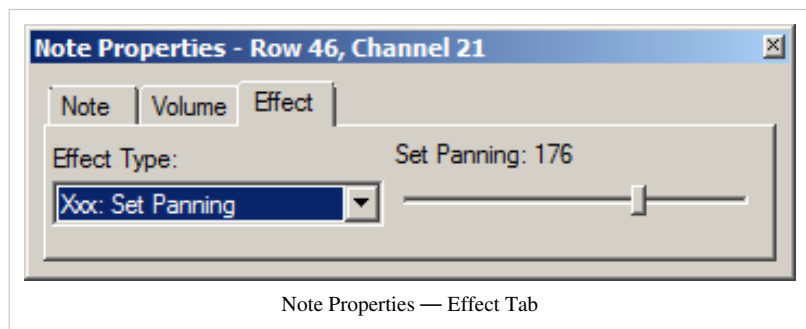 Note Properties - Row 46, Channel 21
Note Volume Effect
Effect Type:
Set Panning: 176
Xxx: Set Panning
Note Properties — Effect Tab